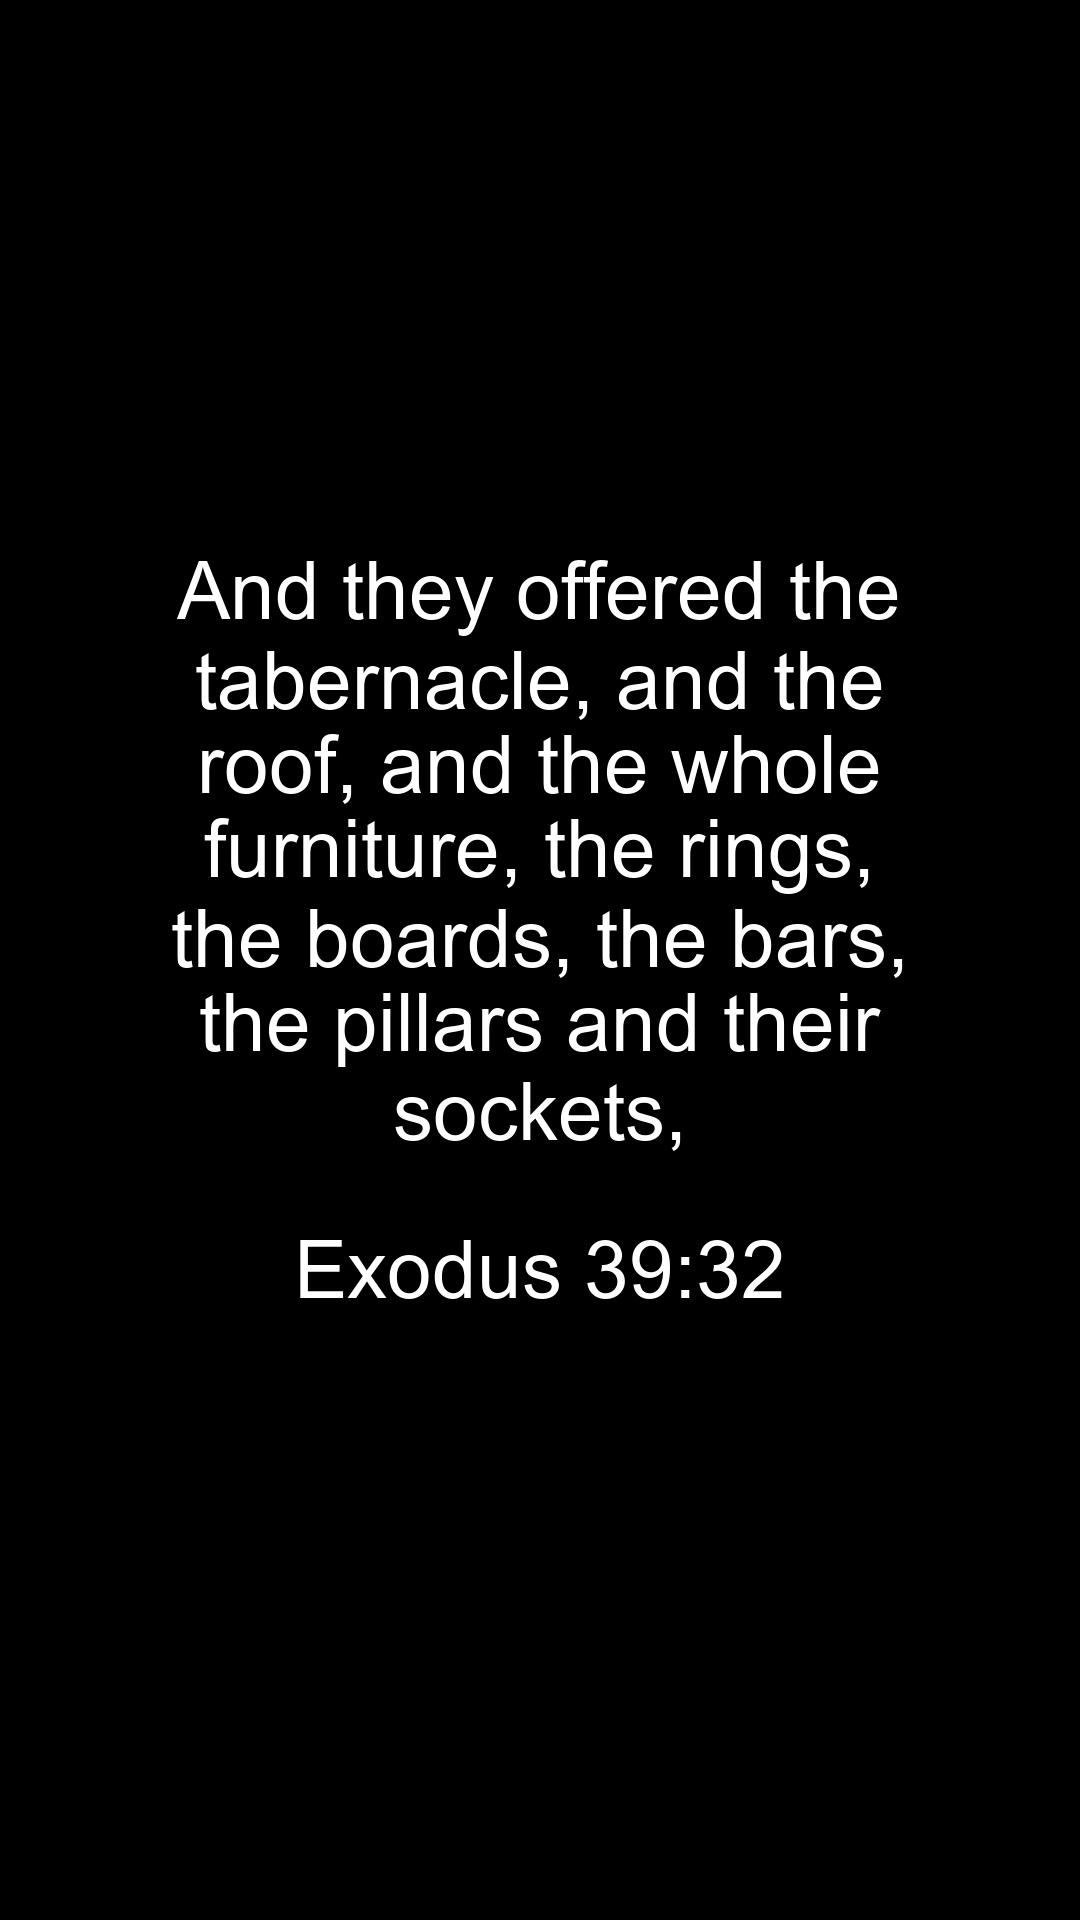 And they offered the
tabernacle, and the
roof, and the whole
furniture, the rings,
the boards, the bars,
the pillars and their
sockets,
Exodus 39:32